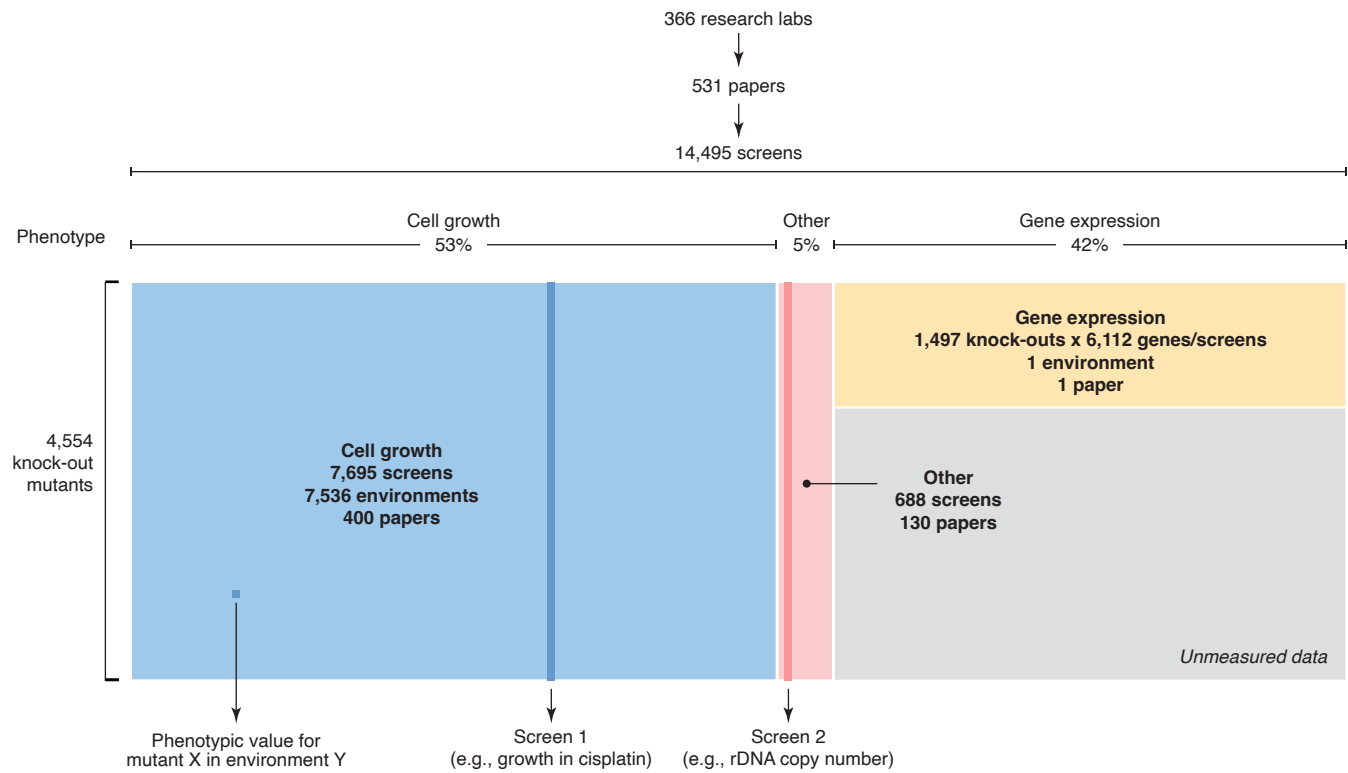 366 research labs
531 papers
14,495 screens
Phenotype
Cell growth
53%
Other
5%
Gene expression
42%
4,554
knock-out
mutants
Cell growth
7,695 screens
7,536 environments
400 papers
Gene expression
1,497 knock-outs x 6,112 genes/screens
1 environment
1 paper
Other
688 screens
130 papers
Unmeasured data
Phenotypic value for
mutant X in environment Y
Screen 1
(e.g., growth in cisplatin)
Screen 2
(e.g., rDNA copy number)